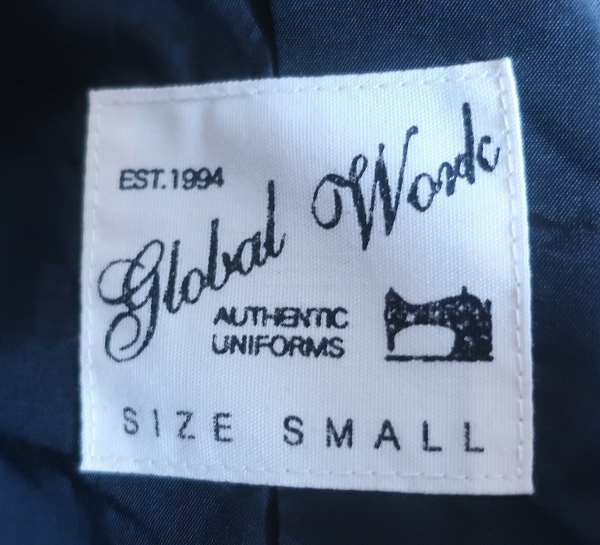 EST.1994
Global Work
AUTHENTIC
UNIFORMS
SIZE SMALL